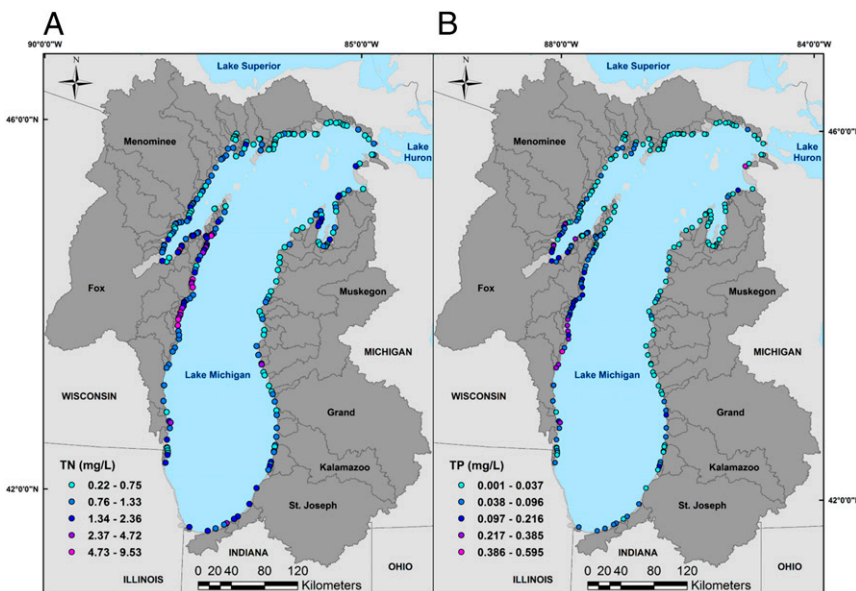 A
B
90°0'0"W
85°0'0"W
88°0'0"W
84°0'0"W
N
Lake Superior
46°0'0"N
Menominee
Lake
Huron
Fox
Muskegon
MICHIGAN
Lake Michigan
WISCONSIN
Grand
Kalamazoo
St. Joseph
42°0'0"N
TN (mg/L)
0.22 - 0.75
0.76 - 1.33
1.34 - 2.36
2.37 - 4.72
4.73 - 9.53
INDIANA
ILLINOIS
OHIO
0 20 40 80 120
Kilometers
N
Lake Superior
46°0'0"N
Menominee
Lake
Huron
Fox
Muskegon
MICHIGAN
Lake Michigan
WISCONSIN
Grand
Kalamazoo
St. Joseph
42°0'0"N
TP (mg/L)
0.001 - 0.037
0.038 - 0.096
0.097 - 0.216
0.217 - 0.385
0.386 - 0.595
INDIANA
ILLINOIS
OHIO
0 20 40 80 120
Kilometers